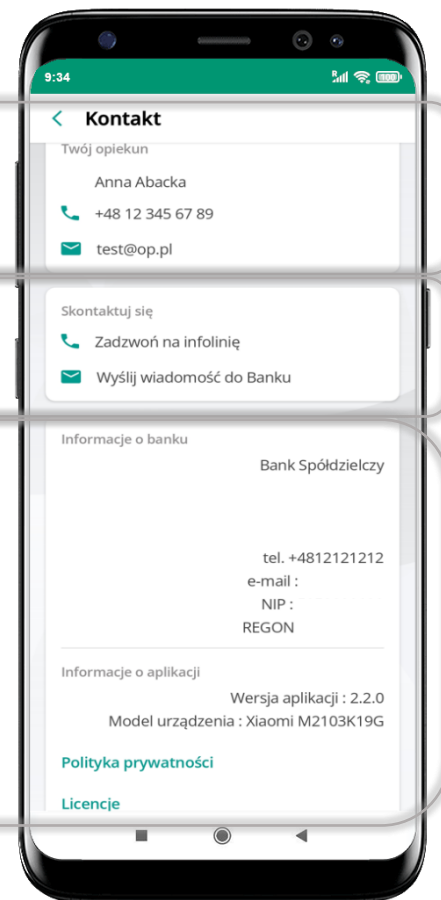 9:34
R
100
Kontakt
Twój opiekun
Anna Abacka
+48 12 345 67 89
test@op.pl
Skontaktuj się
Zadzwoń na infolinię
Wyślij wiadomość do Banku
Informacje o banku
Bank Spółdzielczy
tel. +4812121212
e-mail :
NIP :
REGON
Informacje o aplikacji
Wersja aplikacji : 2.2.0
Model urządzenia : Xiaomi M2103K19G
Polityka prywatności
Licencje